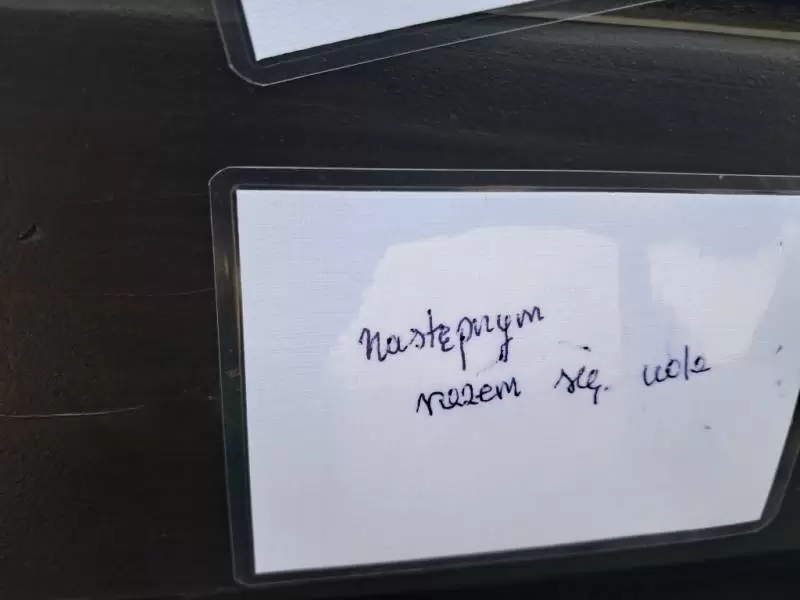 Następnym
razem się uda